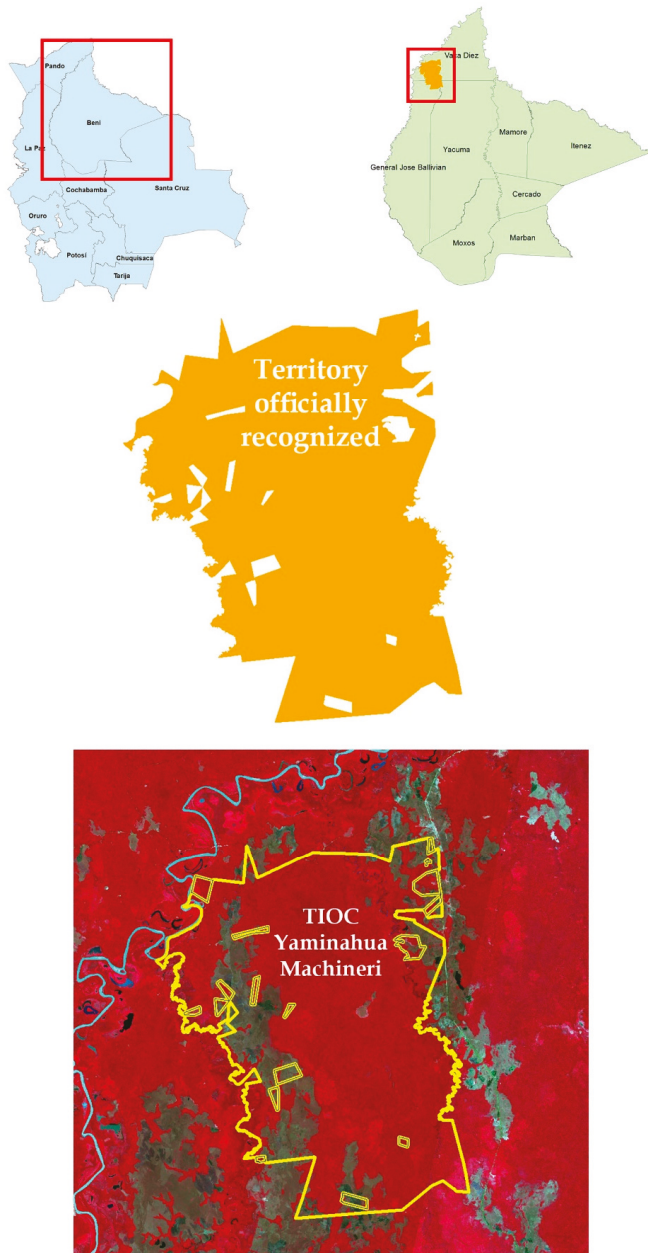 Pando
Beni
La Paz
Cochabamba
Santa Cruz
Oruro
Potosi
Chuquisaca
Tarija
Vaca Diez
General Jose Ballivian
Yacuma
Mamore
Itenez
Cercado
Moxos
Marban
Territory
officially
recognized
TIOC
Yaminahua
Machineri